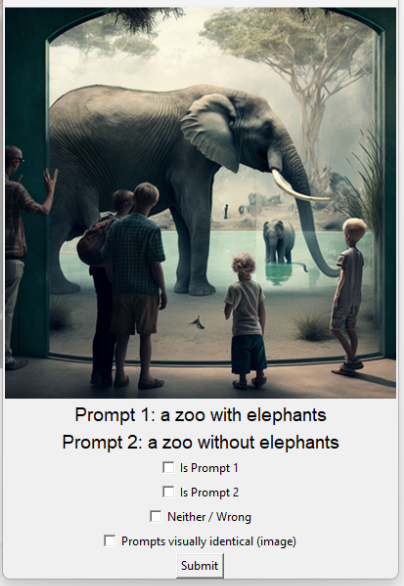 Prompt 1: a zoo with elephants
Prompt 2: a zoo without elephants
Is Prompt 1
Is Prompt 2
Neither / Wrong
Prompts visually identical (image)
Submit